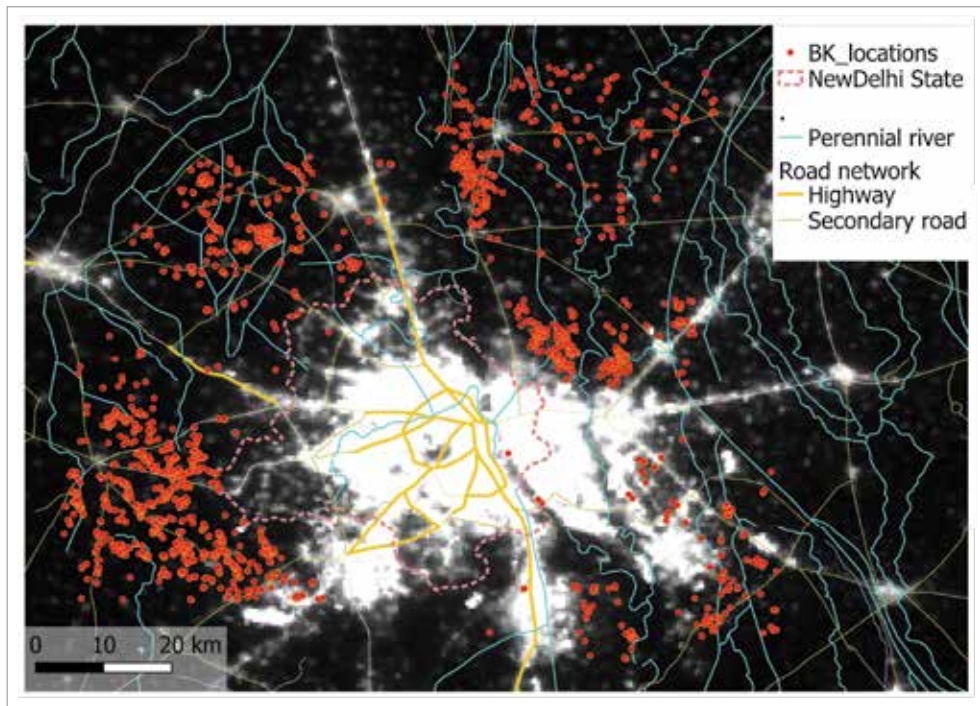 BK_locations
NewDelhi State
Perennial river
Road network
Highway
Secondary road
0 10 20 km